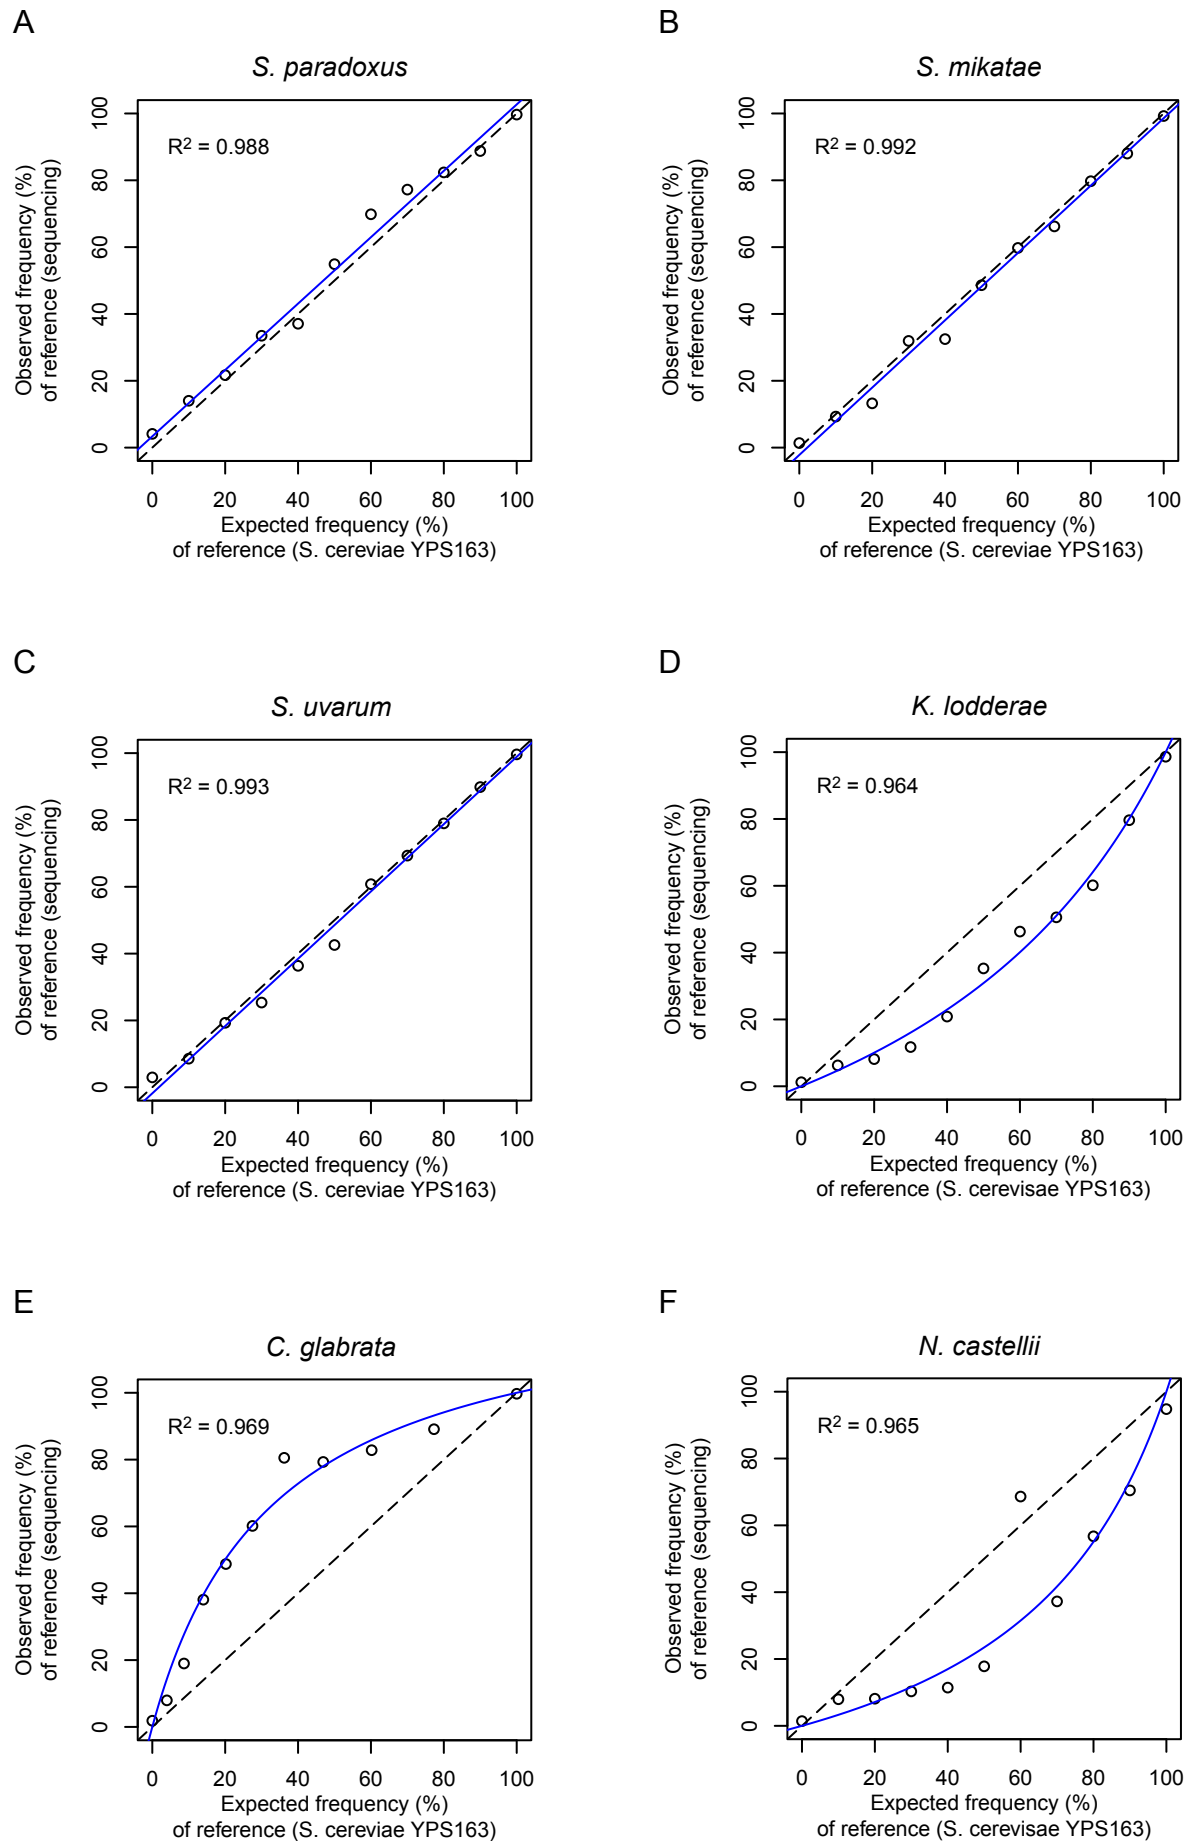 A
S. paradoxus
R2 = 0.988
Observed frequency (%)
of reference (sequencing)
100
80
60
40
20
0
0 20 40 60 80 100
Expected frequency (%)
of reference (S. cereviae YPS163)
B
S. mikatae
R2 = 0.992
Observed frequency (%)
of reference (sequencing)
100
80
60
40
20
0
0 20 40 60 80 100
Expected frequency (%)
of reference (S. cereviae YPS163)
C
S. uvarum
R2 = 0.993
Observed frequency (%)
of reference (sequencing)
100
80
60
40
20
0
0 20 40 60 80 100
Expected frequency (%)
of reference (S. cereviae YPS163)
D
K. lodderae
R2 = 0.964
Observed frequency (%)
of reference (sequencing)
100
80
60
40
20
0
0 20 40 60 80 100
Expected frequency (%)
of reference (S. cerevisae YPS163)
E
C. glabrata
R2 = 0.969
Observed frequency (%)
of reference (sequencing)
100
80
60
40
20
0
0 20 40 60 80 100
Expected frequency (%)
of reference (S. cereviae YPS163)
F
N. castellii
R2 = 0.965
Observed frequency (%)
of reference (sequencing)
100
80
60
40
20
0
0 20 40 60 80 100
Expected frequency (%)
of reference (S. cerevisae YPS163)